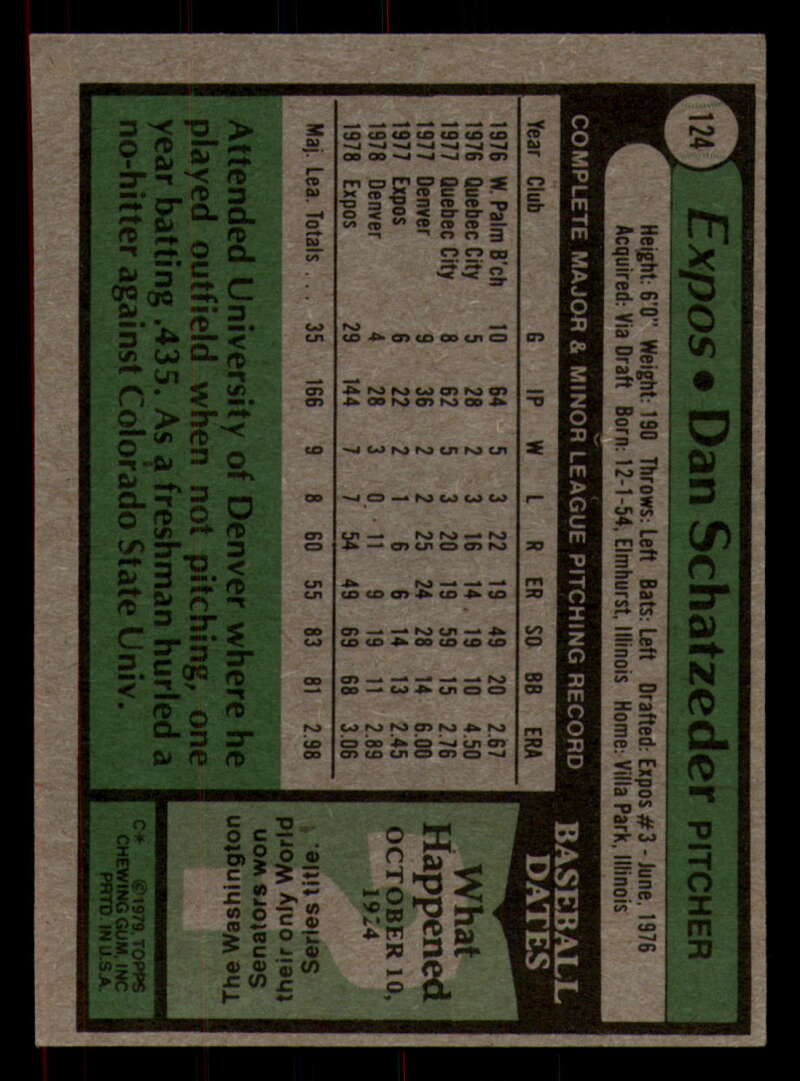 124
Expos • Dan Schatzeder PITCHER
Height: 6'0" Weight: 190 Throws: Left Bats: Left Drafted: Expos #3 - June, 1976
Acquired: Via Draft Born: 12-1-54, Elmhurst, Illinois Home: Villa Park, Illinois
COMPLETE MAJOR & MINOR LEAGUE PITCHING RECORD
Year Club G IP W L R ER SO BB ERA
1976 W. Palm B'ch 10 64 5 3 22 19 49 20 2.67
1976 Quebec City 5 28 2 3 16 14 19 10 4.50
1977 Quebec City 8 62 5 3 20 19 59 15 2.76
1977 Denver 9 36 2 2 25 24 28 14 6.00
1977 Expos 6 22 2 1 6 6 14 13 2.45
1978 Denver 4 28 3 0 11 9 19 11 2.89
1978 Expos 29 144 7 7 54 49 69 68 3.06
Maj. Lea. Totals . . . 35 166 9 8 60 55 83 81 2.98
Attended University of Denver where he
played outfield when not pitching, one
year batting .435. As a freshman hurled a
no-hitter against Colorado State Univ.
BASEBALL
DATES
What
Happened
OCTOBER 10,
1924
The Washington
Senators won
their only World
Series title.
C* ©1979, TOPPS
CHEWING GUM, INC
PRTD. IN U.S.A.